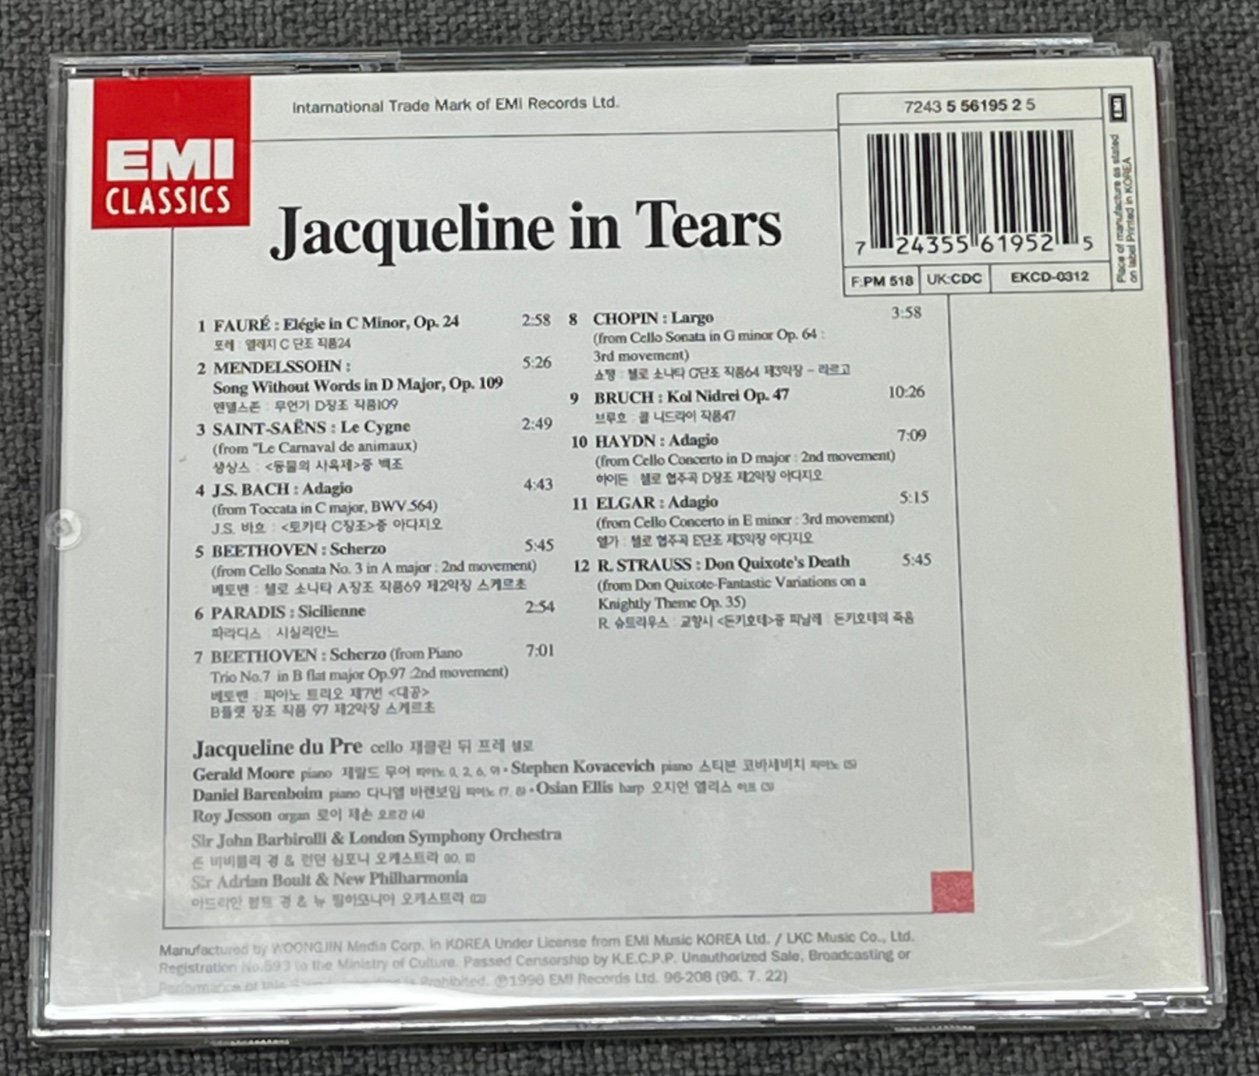 EMI
CLASSICS
International Trade Mark of EMI Records Ltd.
7243 5 56195 2 5
7 24355 61952 5
F:PM 518 UK:CDC EKCD-0312
EMI
Place of manufacture as stated
on label Printed in KOREA
Jacqueline in Tears
1 FAURÉ : Elégie in C Minor, Op. 24 2:58
포레 : 엘레지 C 단조 작품24
2 MENDELSSOHN : 5:26
Song Without Words in D Major, Op. 109
멘델스존 : 무언가 D장조 작품109
3 SAINT-SAËNS : Le Cygne 2:49
(from "Le Carnaval de animaux)
생상스 : <동물의 사육제>중 백조
4 J.S. BACH : Adagio 4:43
(from Toccata in C major, BWV.564)
J.S. 바흐 : <토카타 C장조>중 아다지오
5 BEETHOVEN : Scherzo 5:45
(from Cello Sonata No. 3 in A major : 2nd movement)
베토벤 : 첼로 소나타 A장조 작품69 제2악장 스케르초
6 PARADIS : Sicilienne 2:54
파라디스 : 시실리안느
7 BEETHOVEN : Scherzo (from Piano 7:01
Trio No.7 in B flat major Op.97 :2nd movement)
베토벤 : 피아노 트리오 제7번 <대공>
B플랫 장조 작품 97 제2악장 스케르초
8 CHOPIN : Largo 3:58
(from Cello Sonata in G minor Op. 64 :
3rd movement)
쇼팽 : 첼로 소나타 G단조 작품64 제3악장 - 라르고
9 BRUCH : Kol Nidrei Op. 47 10:26
브루흐 : 콜 니드라이 작품47
10 HAYDN : Adagio 7:09
(from Cello Concerto in D major : 2nd movement)
하이든 : 첼로 협주곡 D장조 제2악장 아다지오
11 ELGAR : Adagio 5:15
(from Cello Concerto in E minor : 3rd movement)
엘가 : 첼로 협주곡 E단조 제3악장 아디지오
12 R. STRAUSS : Don Quixote's Death 5:45
(from Don Quixote-Fantastic Variations on a
Knightly Theme Op. 35)
R. 슈트라우스 : 교향시 <돈키호테>중 피날레 : 돈키호테의 죽음
Jacqueline du Pre cello 재클린 뒤 프레 첼로
Gerald Moore piano 제랄드 무어 피아노 (1, 2, 6, 9) • Stephen Kovacevich piano 스티븐 코바세비치 피아노 (5)
Daniel Barenboim piano 다니엘 바렌보임 피아노 (7, 8) • Osian Ellis harp 오지언 엘리스 하프 (3)
Roy Jesson organ 로이 제슨 오르간 (4)
Sir John Barbirolli & London Symphony Orchestra
존 바비롤리 경 & 런던 심포니 오케스트라 (10, 11)
Sir Adrian Boult & New Philharmonia
아드리안 볼트 경 & 뉴 필하모니아 오케스트라 (12)
Manufactured by WOONGJIN Media Corp. in KOREA Under License from EMI Music KOREA Ltd. / LKC Music Co., Ltd.
Registration No.593 to the Ministry of Culture. Passed Censorship by K.E.C.P.P. Unauthorized Sale, Broadcasting or
Performance of this is Prohibited. ℗1996 EMI Records Ltd. 96-208 (96. 7. 22)